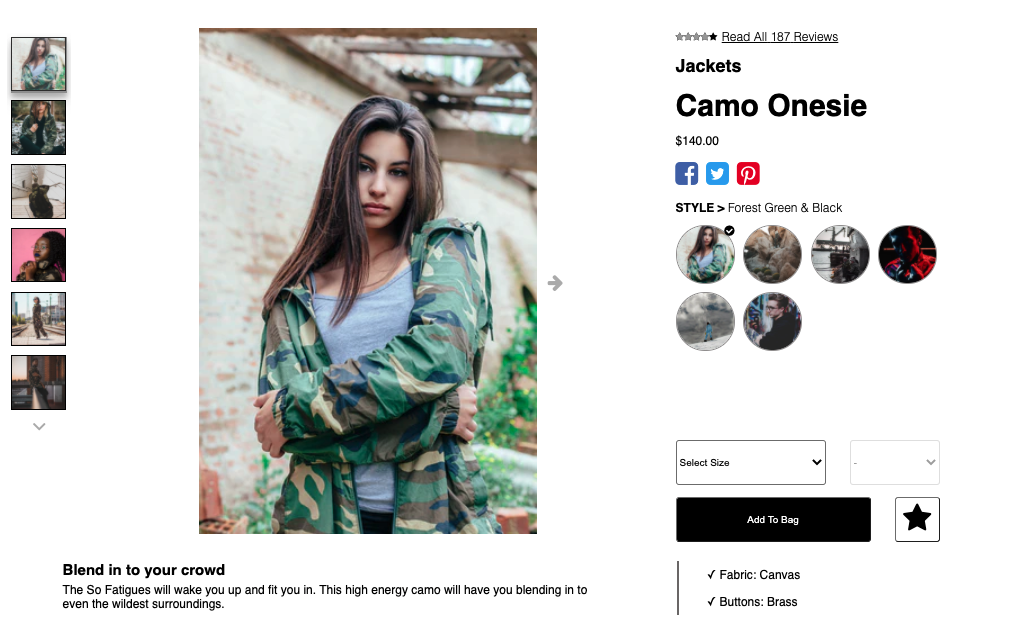 Read All 187 Reviews
Jackets
Camo Onesie
$140.00
STYLE > Forest Green & Black
Select Size
-
Add To Bag
Blend in to your crowd
The So Fatigues will wake you up and fit you in. This high energy camo will have you blending in to
even the wildest surroundings.
✓ Fabric: Canvas
✓ Buttons: Brass